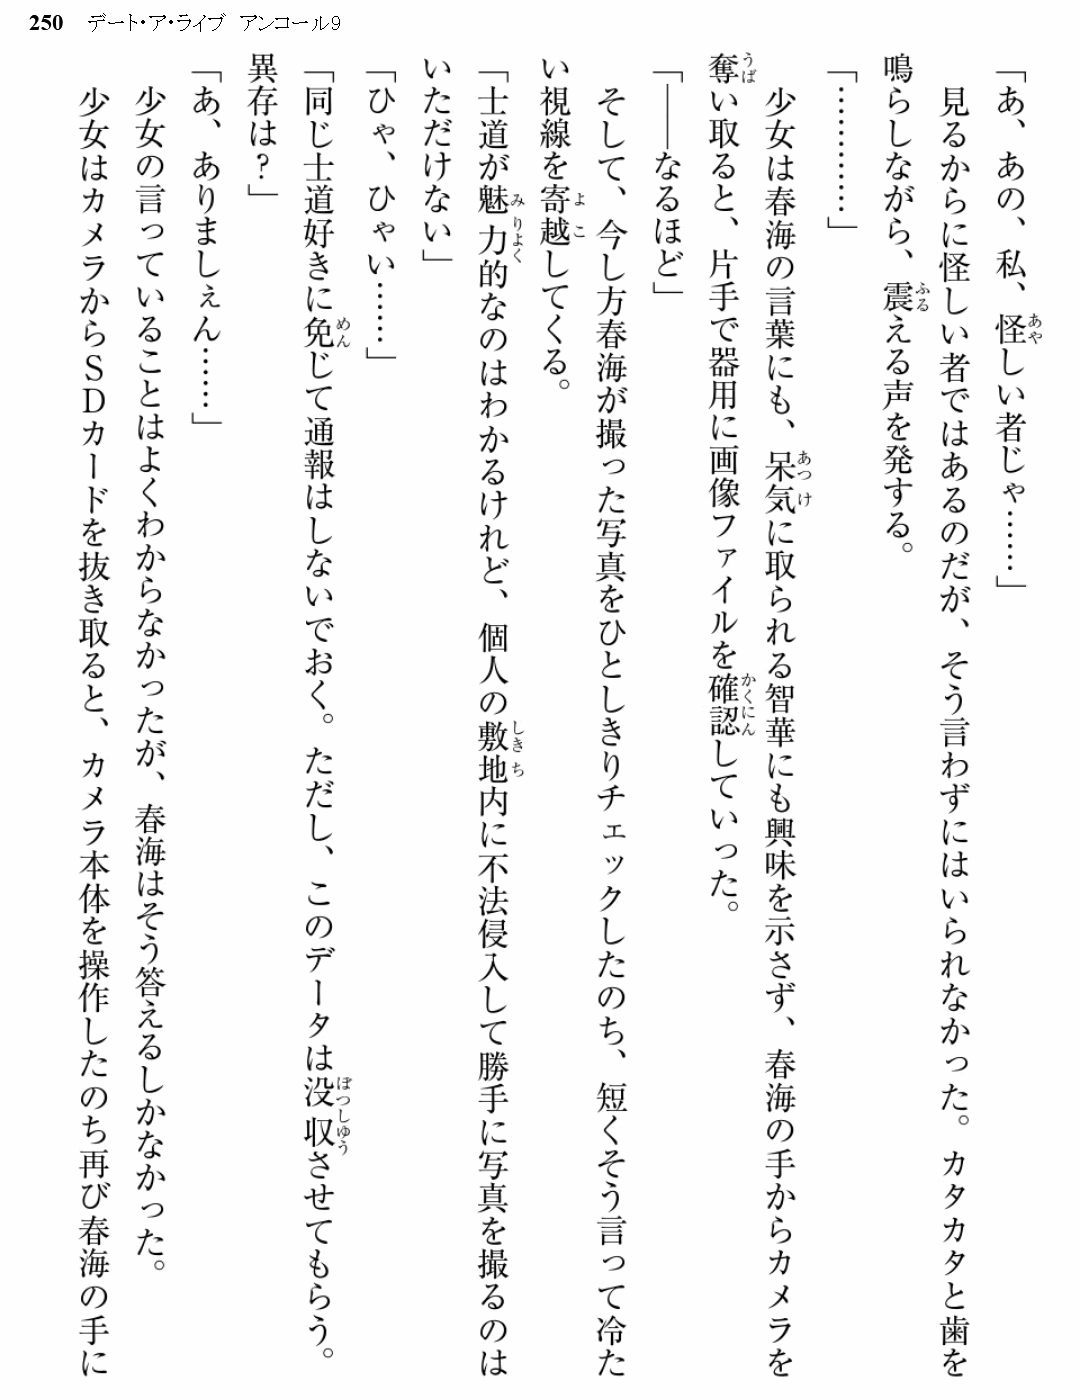 250 デート・ア・ライブ アンコール9
「あ、あの、私、怪しい者じゃ……」
見るからに怪しい者ではあるのだが、そう言わずにはいられなかった。カタカタと歯を
鳴らしながら、震える声を発する。
「…………」
少女は春海の言葉にも、呆気に取られる智華にも興味を示さず、春海の手からカメラを
奪い取ると、片手で器用に画像ファイルを確認していった。
「――なるほど」
そして、今し方春海が撮った写真をひとしきりチェックしたのち、短くそう言って冷た
い視線を寄越してくる。
「士道が魅力的なのはわかるけれど、個人の敷地内に不法侵入して勝手に写真を撮るのは
いただけない」
「ひゃ、ひゃい……」
「同じ士道好きに免じて通報はしないでおく。ただし、このデータは没収させてもらう。
異存は？」
「あ、ありましぇん……」
少女の言っていることはよくわからなかったが、春海はそう答えるしかなかった。
少女はカメラからＳＤカードを抜き取ると、カメラ本体を操作したのち再び春海の手に